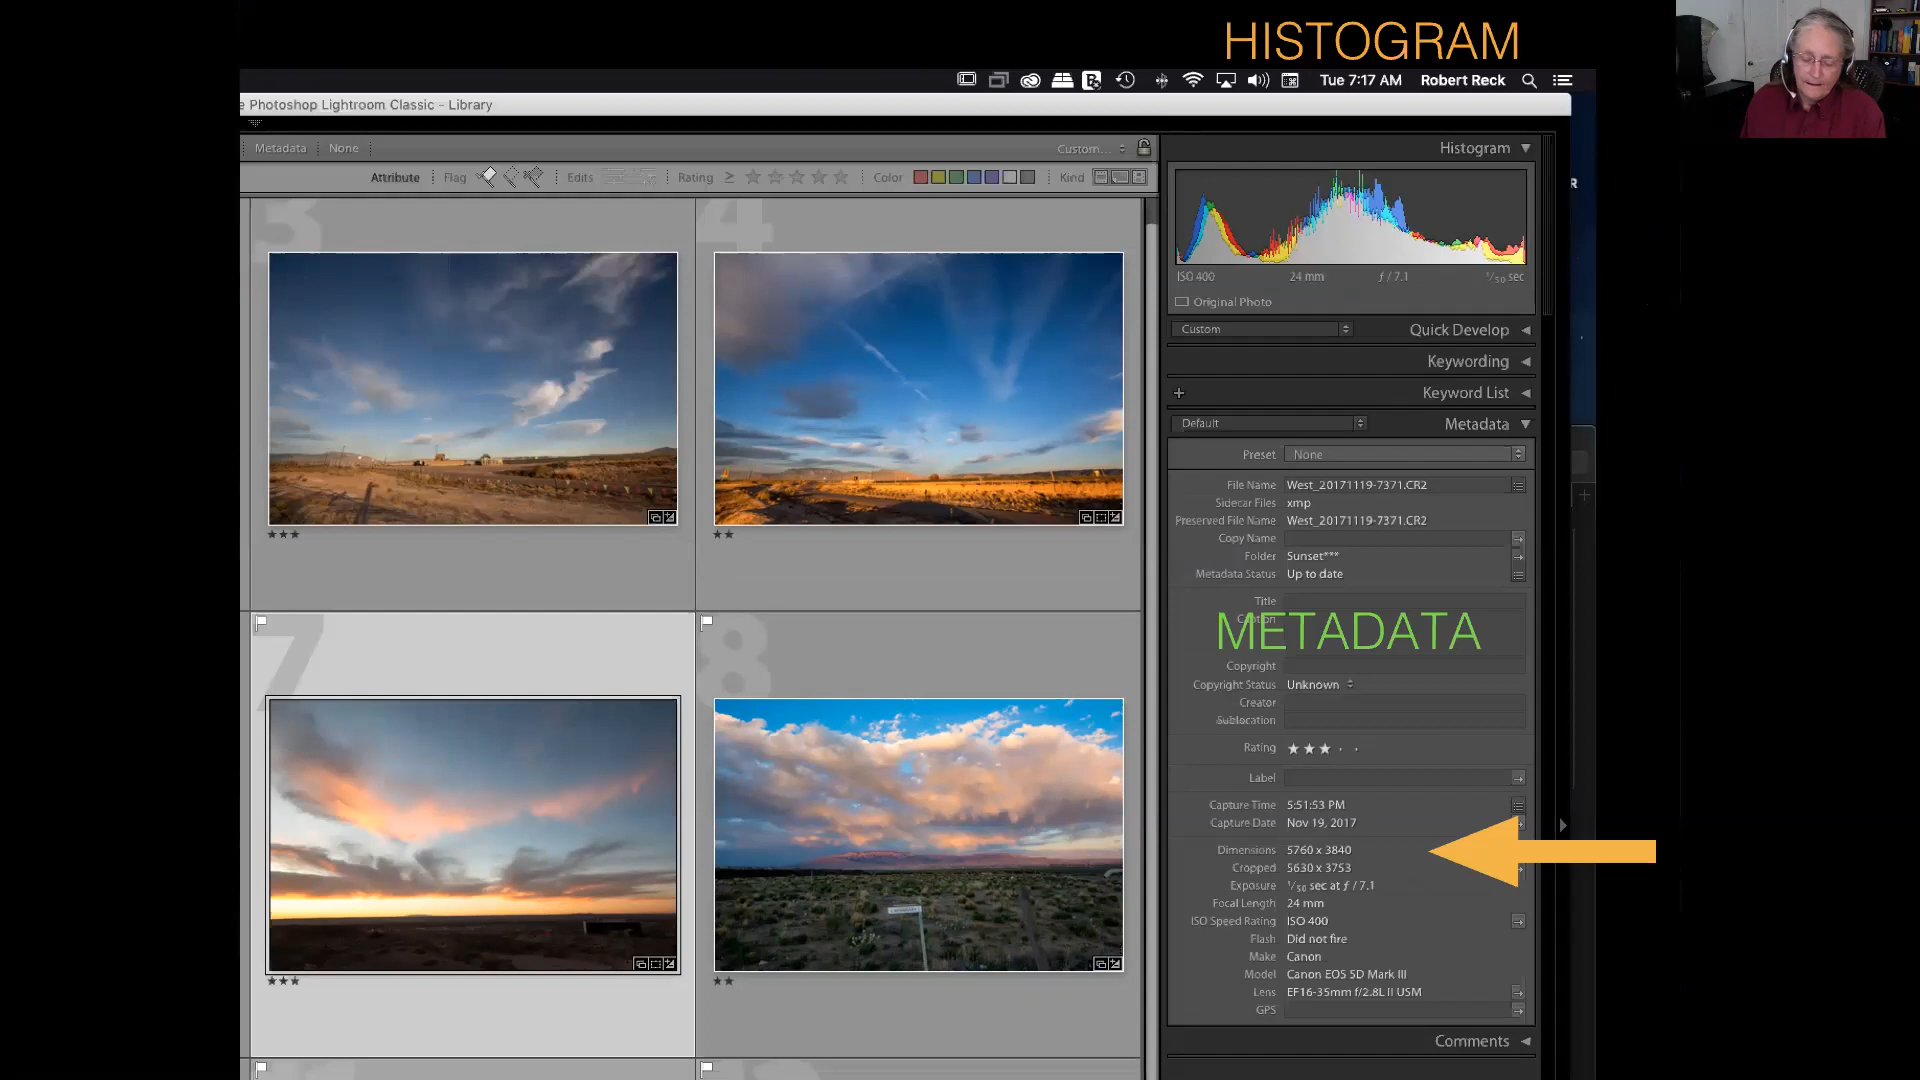 HISTOGRAM
Tue 7:17 AM Robert Reck
e Photoshop Lightroom Classic - Library
Metadata None Custom...
Attribute Flag Edits Rating ≥ Color Kind
Histogram
ISO 400 24 mm ƒ / 7.1 1/50 sec
Original Photo
Custom Quick Develop
Keywording
+ Keyword List
Default Metadata
Preset None
3
4
File Name West_20171119-7371.CR2
Sidecar Files xmp
Preserved File Name West_20171119-7371.CR2
Copy Name
Folder Sunset***
Metadata Status Up to date
Title
Caption
METADATA
Copyright
Copyright Status Unknown
Creator
Sublocation
Rating ★ ★ ★ · ·
Label
Capture Time 5:51:53 PM
Capture Date Nov 19, 2017
Dimensions 5760 x 3840
Cropped 5630 x 3753
Exposure 1/50 sec at ƒ / 7.1
Focal Length 24 mm
ISO Speed Rating ISO 400
Flash Did not fire
Make Canon
Model Canon EOS 5D Mark III
Lens EF16-35mm f/2.8L II USM
GPS
Comments
7
8